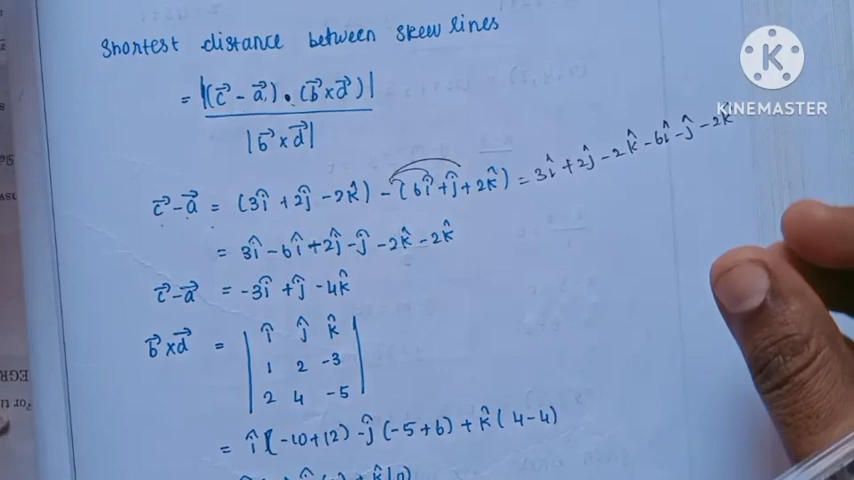 Shortest distance between skew lines
= |(c⃗ - a⃗) . (b⃗ × d⃗)| / |b⃗ × d⃗|
KINEMASTER
c⃗ - a⃗ = (3î + 2ĵ - 2k̂) - (6î + ĵ + 2k̂) = 3î + 2ĵ - 2k̂ - 6î - ĵ - 2k̂
= 3î - 6î + 2ĵ - ĵ - 2k̂ - 2k̂
c⃗ - a⃗ = -3î + ĵ - 4k̂
b⃗ × d⃗ = | î ĵ k̂ |
1 2 -3
2 4 -5
= î(-10+12) - ĵ(-5+6) + k̂(4-4)